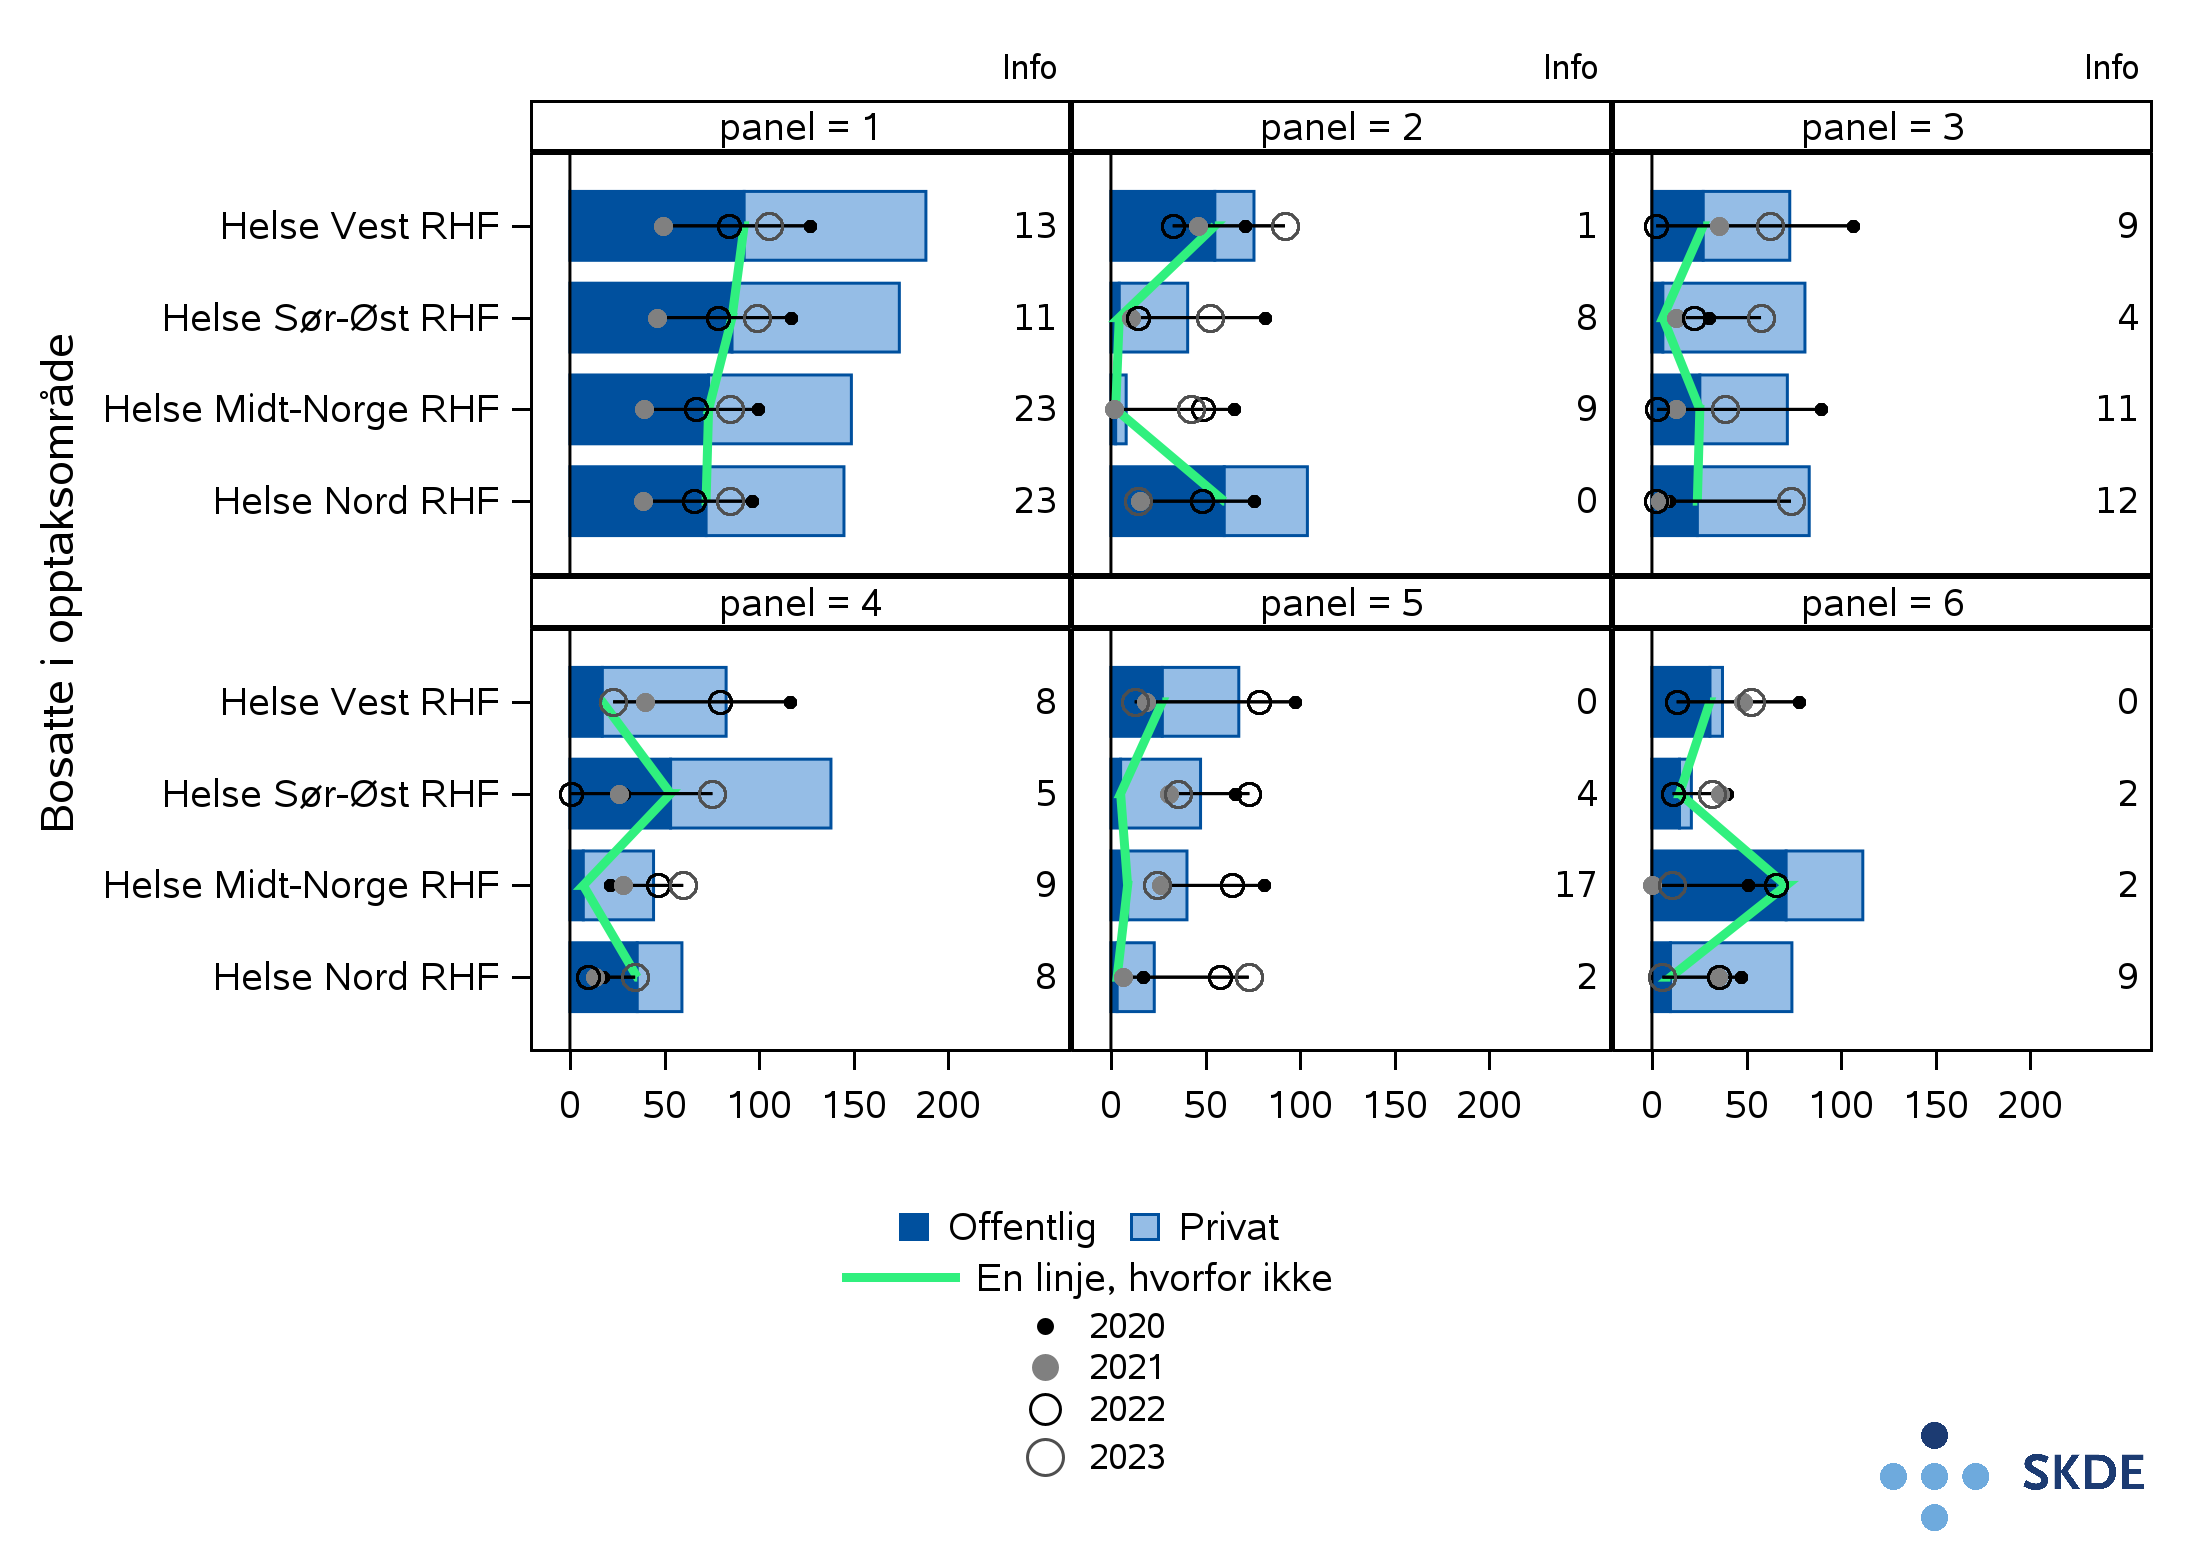 Info Info Info
panel = 1 panel = 2 panel = 3
Helse Vest RHF 13 1 9
Helse Sør-Øst RHF 11 8 4
Helse Midt-Norge RHF 23 9 11
Helse Nord RHF 23 0 12
Bosatte i opptaksområde
panel = 4 panel = 5 panel = 6
Helse Vest RHF 8 0 0
Helse Sør-Øst RHF 5 4 2
Helse Midt-Norge RHF 9 17 2
Helse Nord RHF 8 2 9
0 50 100 150 200 0 50 100 150 200 0 50 100 150 200
Offentlig Privat
En linje, hvorfor ikke
2020
2021
2022
2023
SKDE